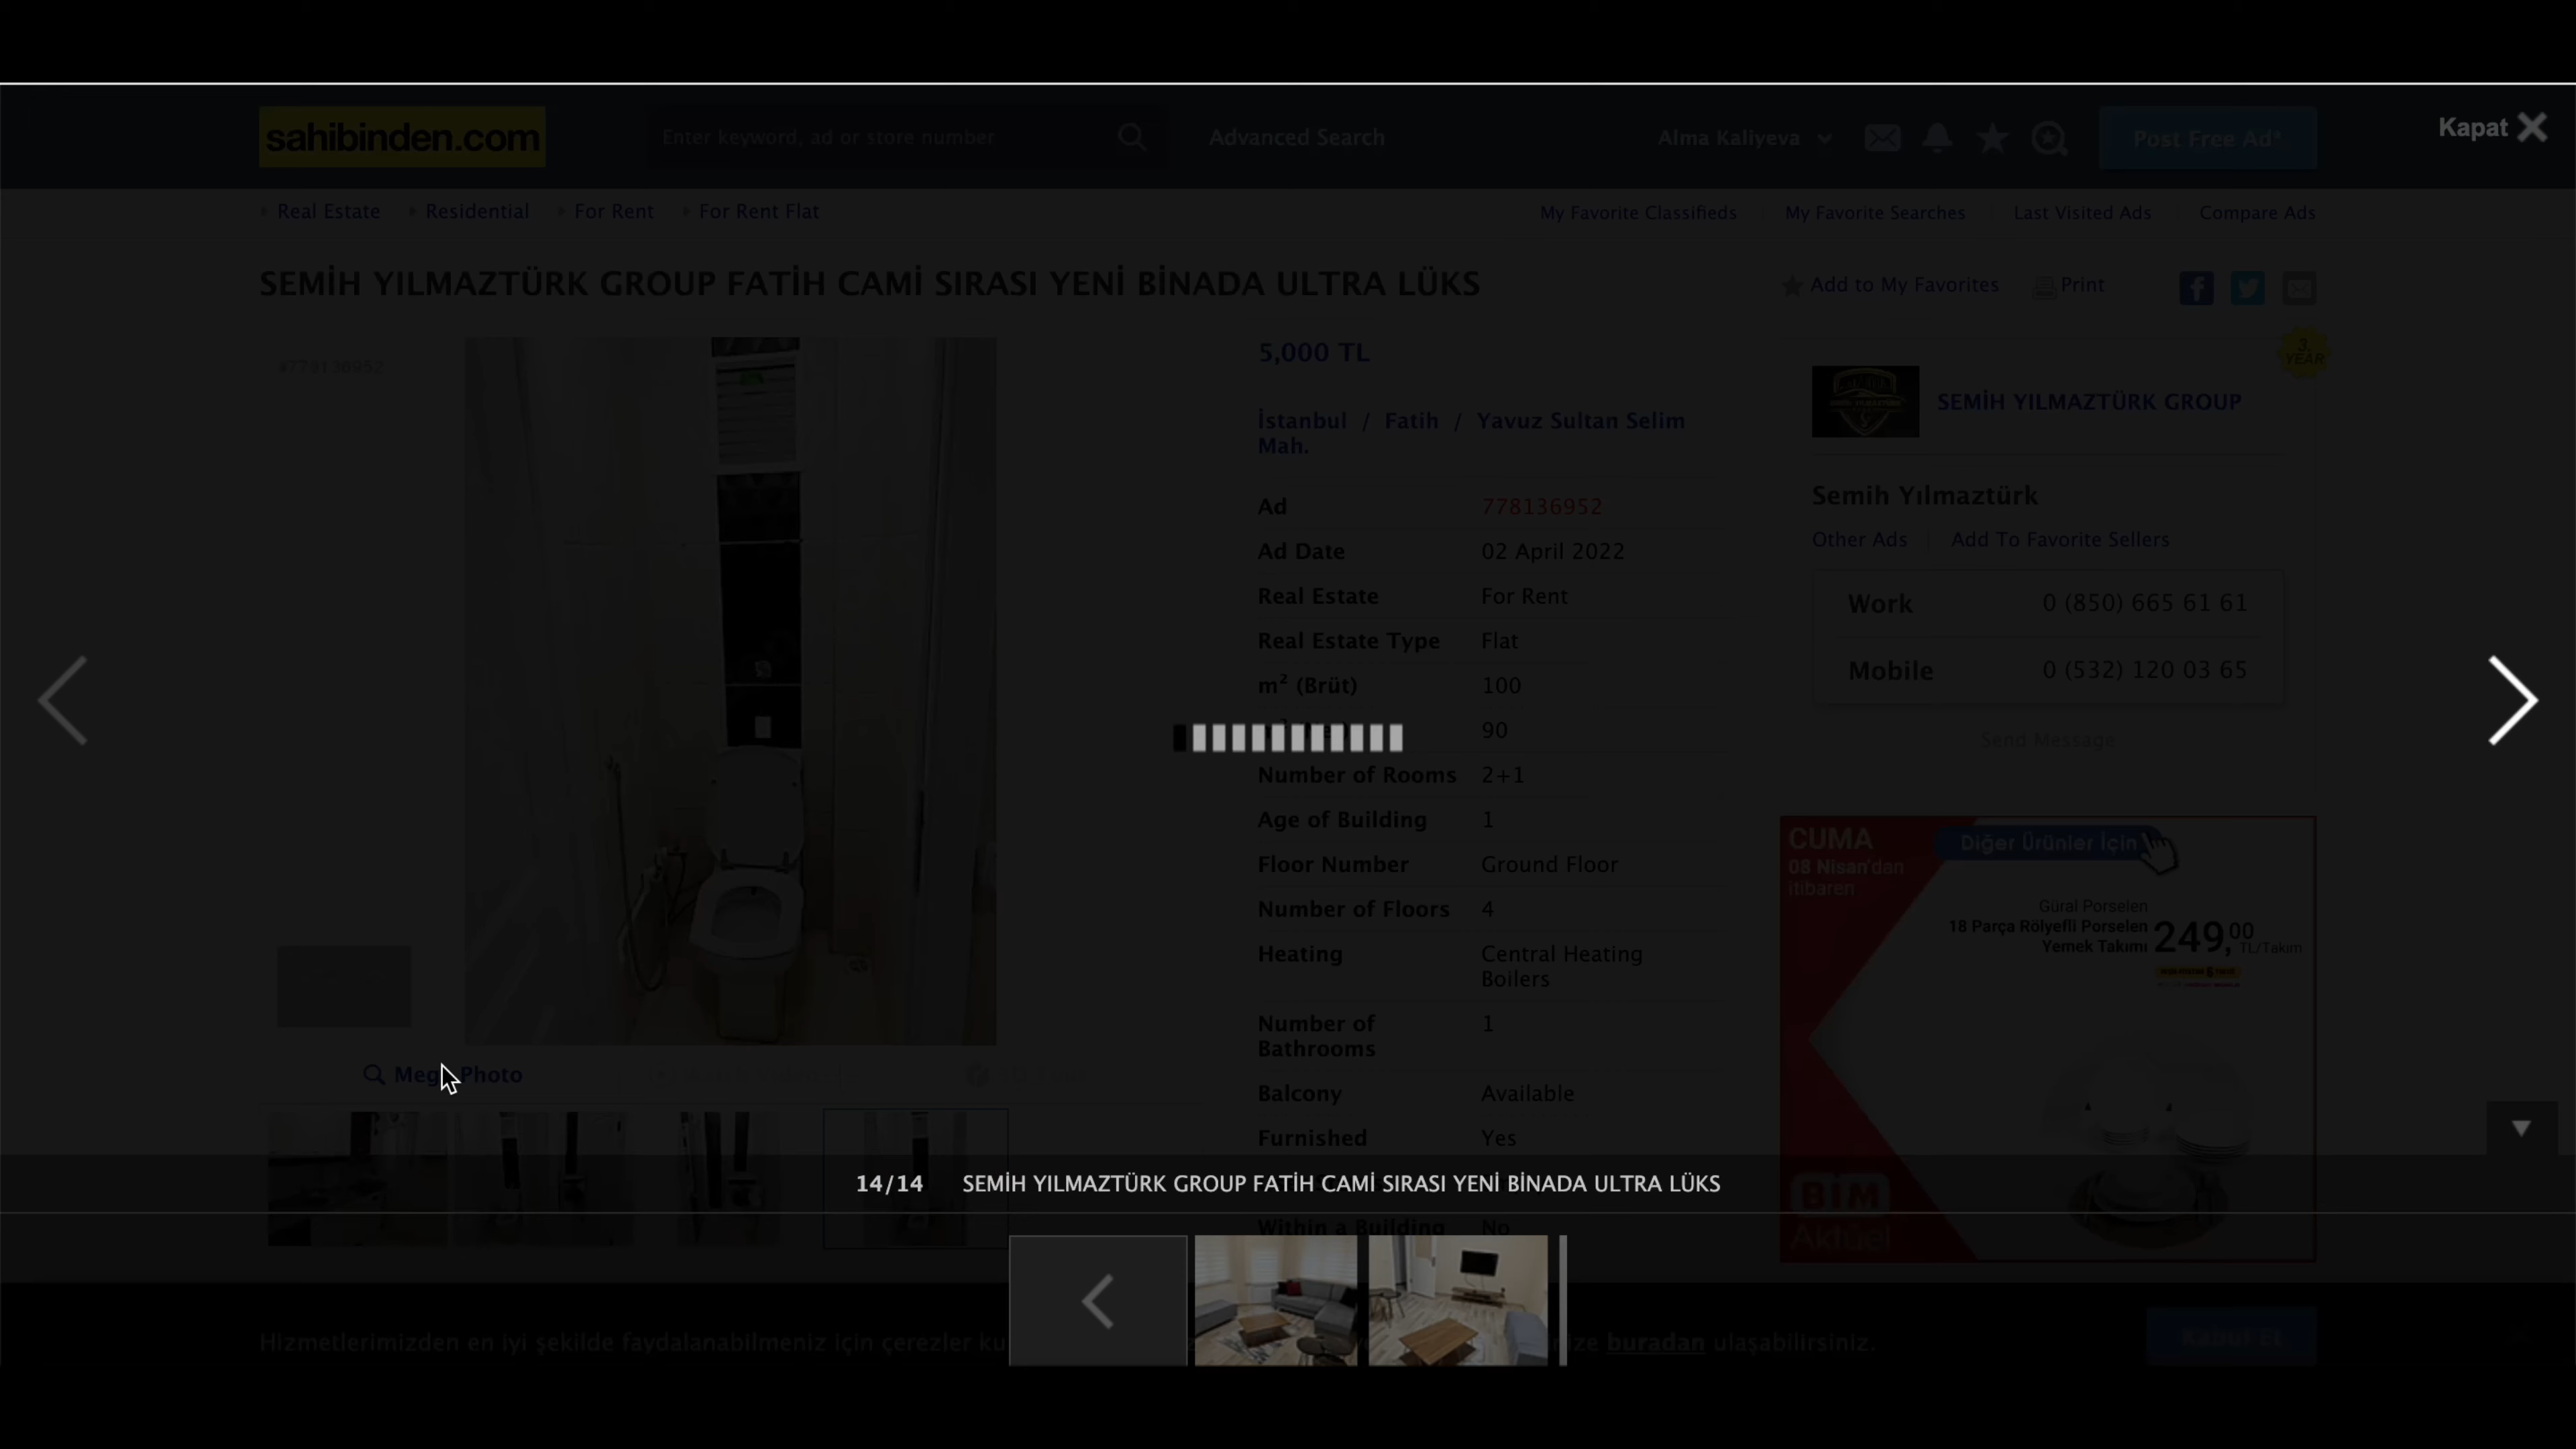 sahibinden.com
Enter keyword, ad or store number
Advanced Search
Alma Kaliyeva
Post Free Ad*
Kapat
Real Estate
Residential
For Rent
For Rent Flat
My Favorite Classifieds
My Favorite Searches
Last Visited Ads
Compare Ads
SEMİH YILMAZTÜRK GROUP FATİH CAMİ SIRASI YENİ BİNADA ULTRA LÜKS
Add to My Favorites
Print
#778136952
5,000 TL
İstanbul / Fatih / Yavuz Sultan Selim
Mah.
Ad 778136952
Ad Date 02 April 2022
Real Estate For Rent
Real Estate Type Flat
m² (Brüt) 100
90
Number of Rooms 2+1
Age of Building 1
Floor Number Ground Floor
Number of Floors 4
Heating Central Heating
Boilers
Number of 1
Bathrooms
Balcony Available
Furnished Yes
Within a Building No
3.
YEAR
SEMİH YILMAZTÜRK GROUP
Semih Yılmaztürk
Other Ads
Add To Favorite Sellers
Work 0 (850) 665 61 61
Mobile 0 (532) 120 03 65
Send Message
CUMA
08 Nisan'dan
itibaren
Diğer Ürünler İçin
Güral Porselen
18 Parça Rölyefli Porselen
Yemek Takımı
249,00
TL/Takım
BİM
Aktüel
Mega Photo
14/14 SEMİH YILMAZTÜRK GROUP FATİH CAMİ SIRASI YENİ BİNADA ULTRA LÜKS
Hizmetlerimizden en iyi şekilde faydalanabilmeniz için çerezler
buradan ulaşabilirsiniz.
Kabul Et